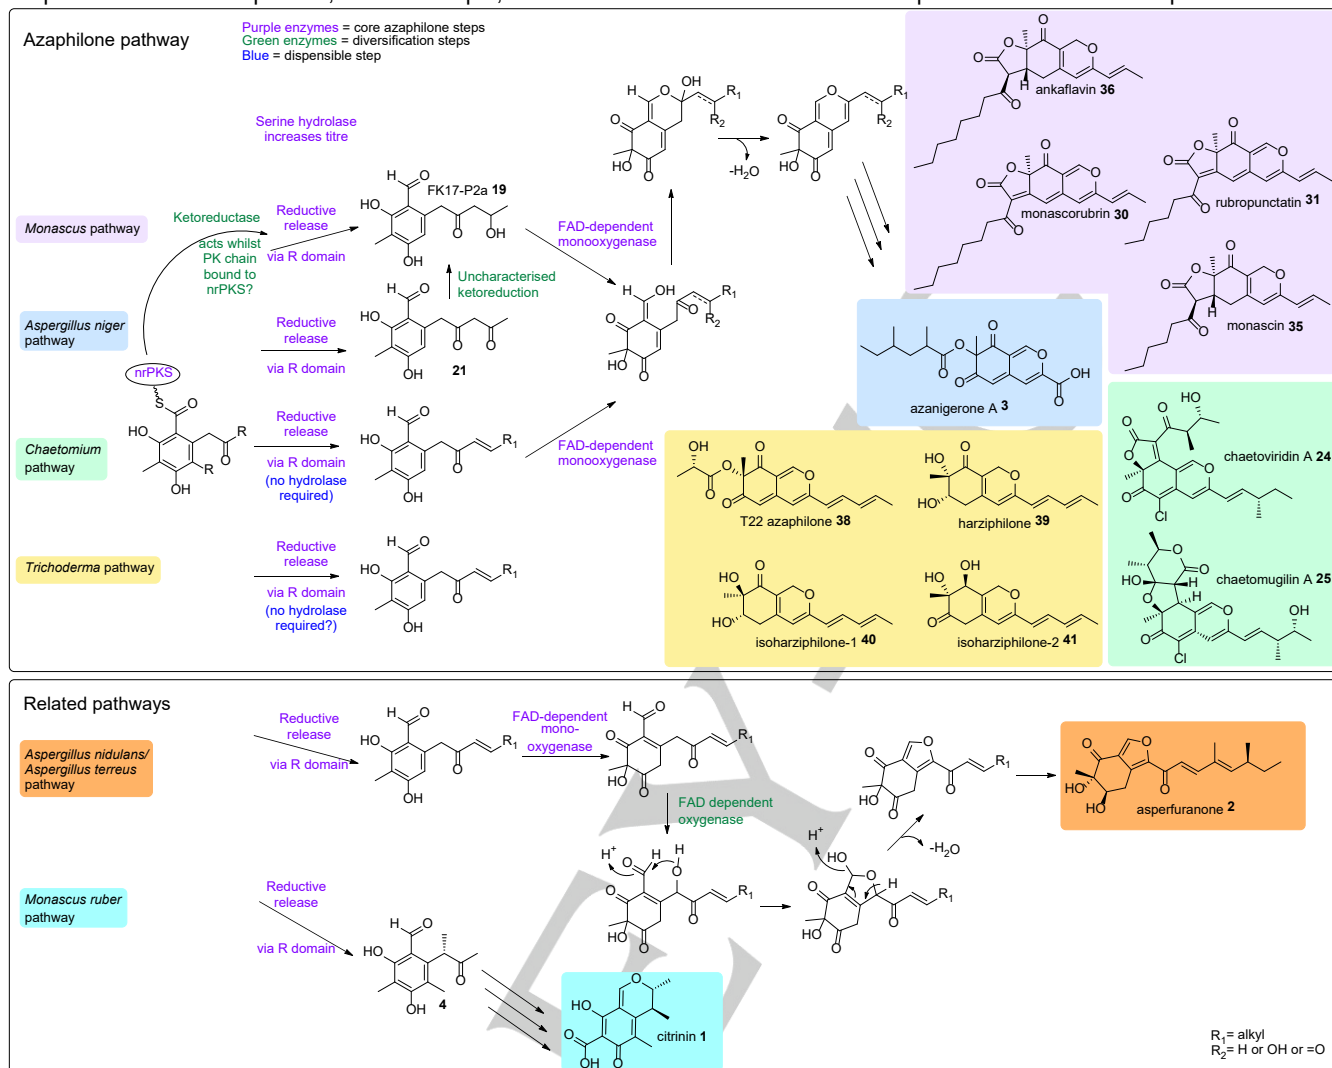 Azaphilone pathway
Purple enzymes = core azaphilone steps
Green enzymes = diversification steps
Blue = dispensible step
Serine hydrolase
increases titre
Monascus pathway
Ketoreductase
acts whilst
PK chain
bound to
nrPKS?
Reductive
release
via R domain
FK17-P2a 19
FAD-dependent
monooxygenase
-H2O
ankaflavin 36
monascorubrin 30
rubropunctatin
31
monascin
35
Uncharacterised
ketoreduction
Aspergillus niger
pathway
Reductive
release
via R domain
21
azanigerone A 3
nrPKS
Chaetomium
pathway
Reductive
release
via R domain
(no hydrolase
required)
FAD-dependent
monooxygenase
chaetoviridin A 24
chaetomugilin A
25
Trichoderma pathway
Reductive
release
via R domain
(no hydrolase
required?)
T22 azaphilone 38
harziphilone 39
isoharziphilone-1 40
isoharziphilone-2 41
Related pathways
Aspergillus nidulans/
Aspergillus terreus
pathway
Reductive
release
via R domain
FAD-dependent
mono-
oxygenase
FAD dependent
oxygenase
-H2O
asperfuranone 2
Monascus ruber
pathway
Reductive
release
via R domain
4
citrinin 1
R1= alkyl
R2= H or OH or =O